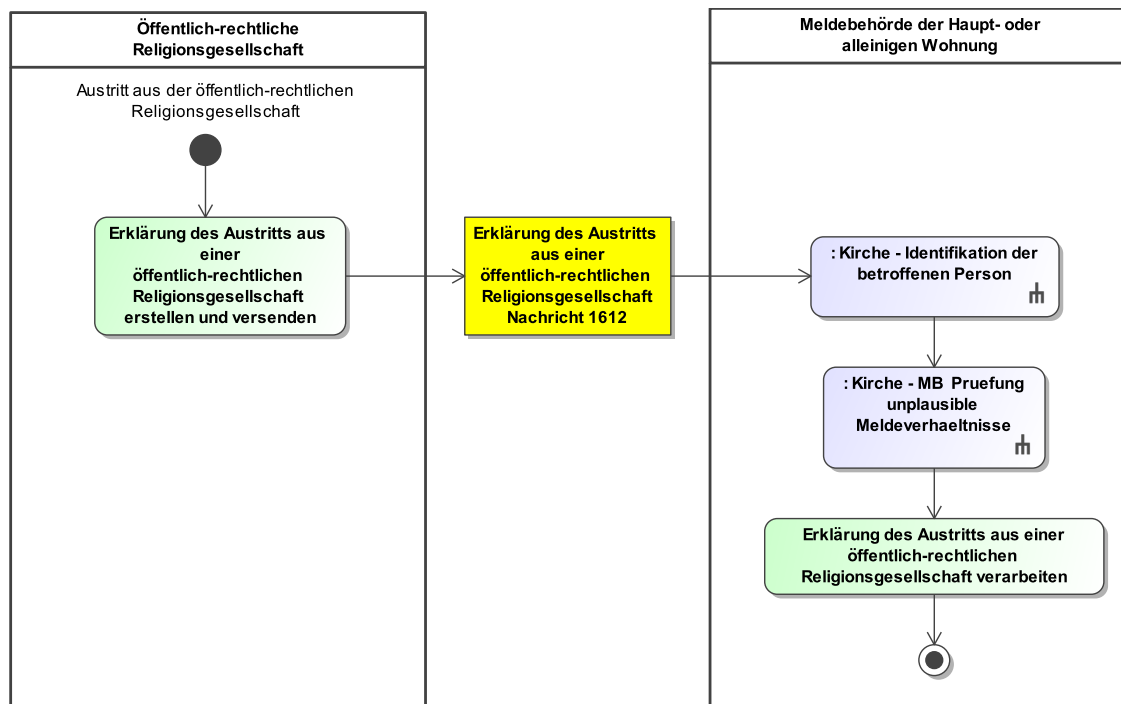 Öffentlich-rechtliche
Religionsgesellschaft
Austritt aus der öffentlich-rechtlichen
Religionsgesellschaft
Erklärung des Austritts aus
einer
öffentlich-rechtlichen
Religionsgesellschaft
erstellen und versenden
Erklärung des Austritts
aus einer
öffentlich-rechtlichen
Religionsgesellschaft
Nachricht 1612
Meldebehörde der Haupt- oder
alleinigen Wohnung
: Kirche - Identifikation der
betroffenen Person
: Kirche - MB Pruefung
unplausible
Meldeverhaeltnisse
Erklärung des Austritts aus einer
öffentlich-rechtlichen
Religionsgesellschaft verarbeiten